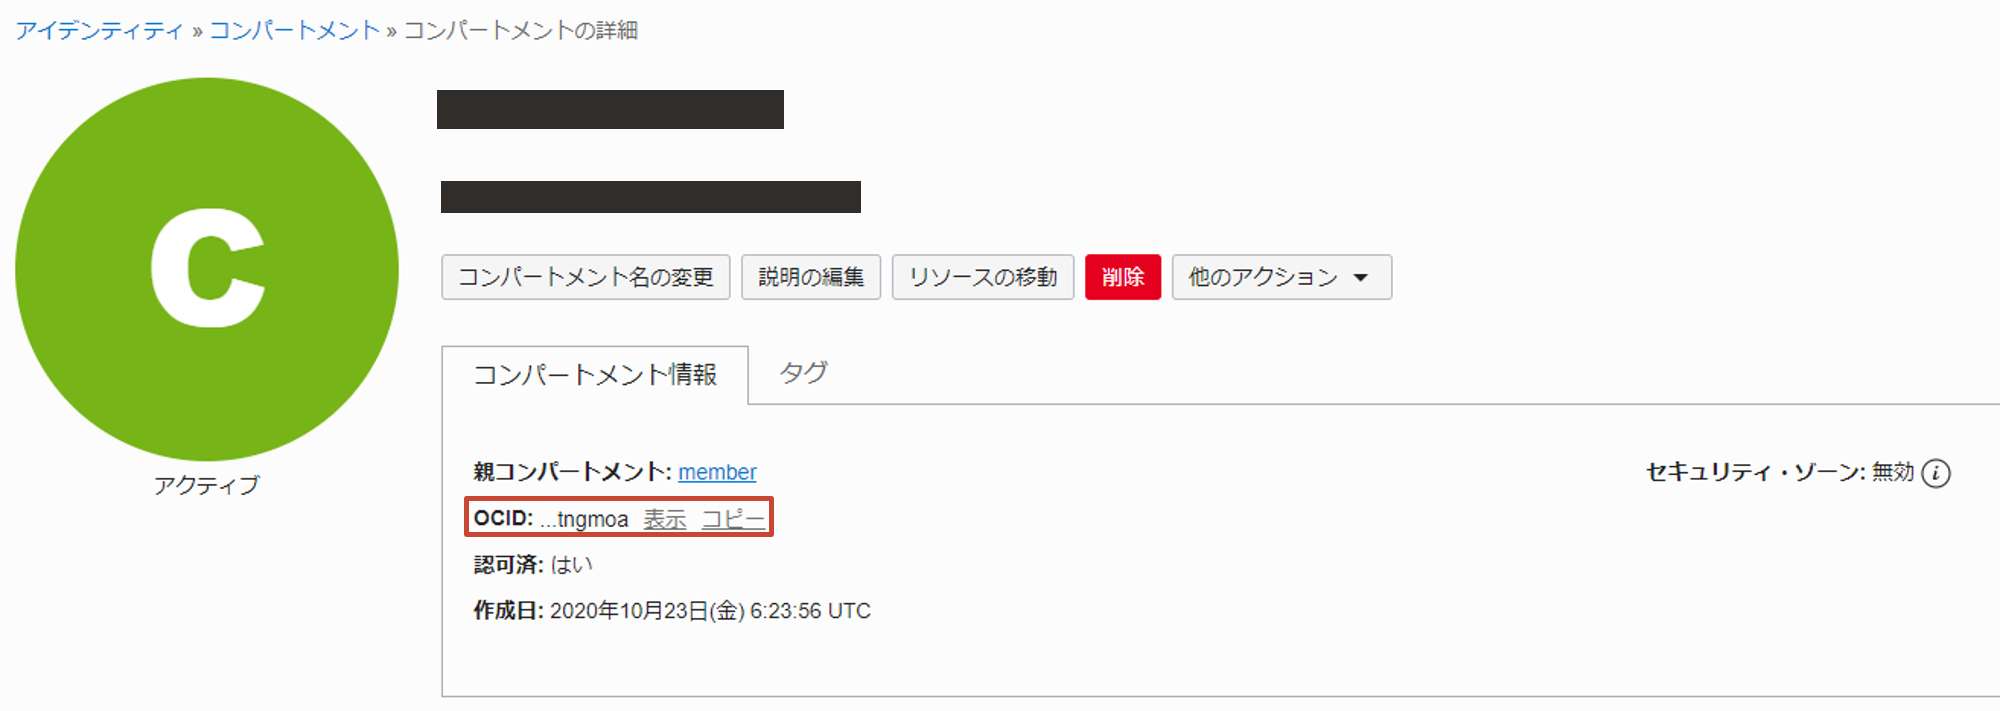 アイデンティティ » コンパートメント » コンパートメントの詳細
C
アクティブ
コンパートメント名の変更 説明の編集 リソースの移動 削除 他のアクション
コンパートメント情報 タグ
親コンパートメント: member
セキュリティ・ゾーン: 無効 i
OCID: ...tngmoa 表示 コピー
認可済: はい
作成日: 2020年10月23日(金) 6:23:56 UTC